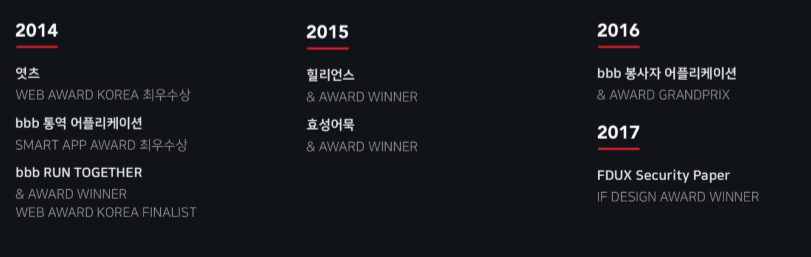 2014
엿츠
WEB AWARD KOREA 최우수상
bbb 통역 어플리케이션
SMART APP AWARD 최우수상
bbb RUN TOGETHER
& AWARD WINNER
WEB AWARD KOREA FINALIST
2015
힐리언스
& AWARD WINNER
효성어묵
& AWARD WINNER
2016
bbb 봉사자 어플리케이션
& AWARD GRANDPRIX
2017
FDUX Security Paper
IF DESIGN AWARD WINNER